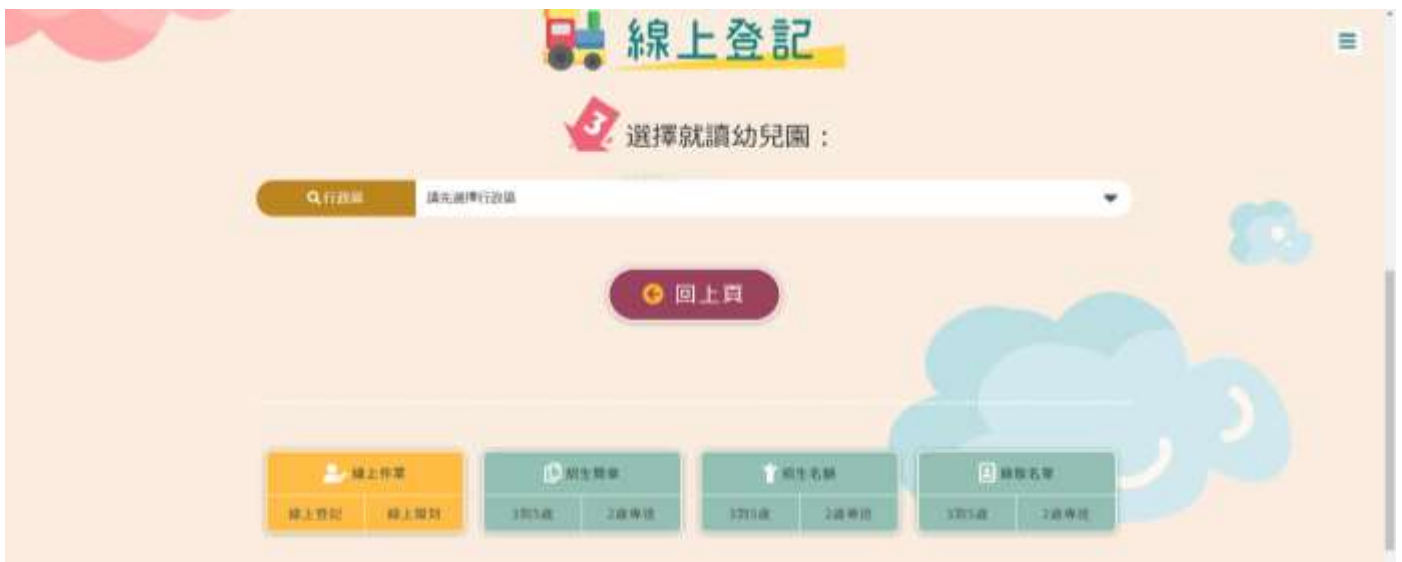 線上登記
3 選擇就讀幼兒園：
行政區 請先選擇行政區
回上頁
線上作業 招生簡章 招生名額 錄取名單
線上登記 線上報到 3到5歲 2歲專班 3到5歲 2歲專班 3到5歲 2歲專班